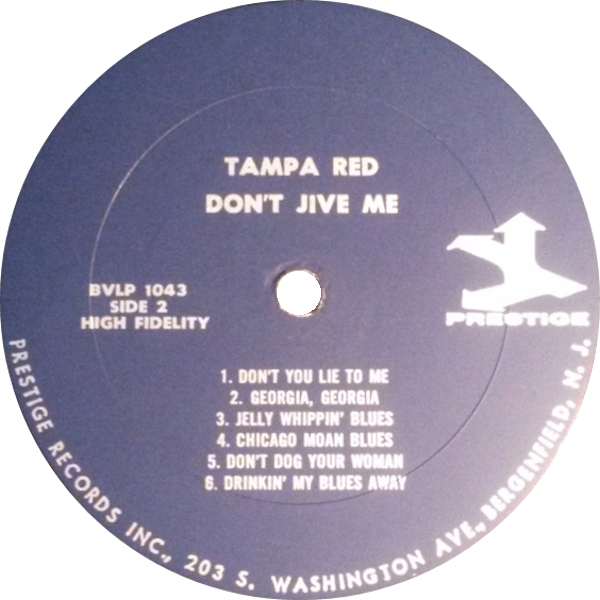 TAMPA RED
DON'T JIVE ME
BVLP 1043
SIDE 2
HIGH FIDELITY
PRESTIGE
1. DON'T YOU LIE TO ME
2. GEORGIA, GEORGIA
3. JELLY WHIPPIN' BLUES
4. CHICAGO MOAN BLUES
5. DON'T DOG YOUR WOMAN
6. DRINKIN' MY BLUES AWAY
PRESTIGE RECORDS INC., 203 S. WASHINGTON AVE., BERGENFIELD, N. J.